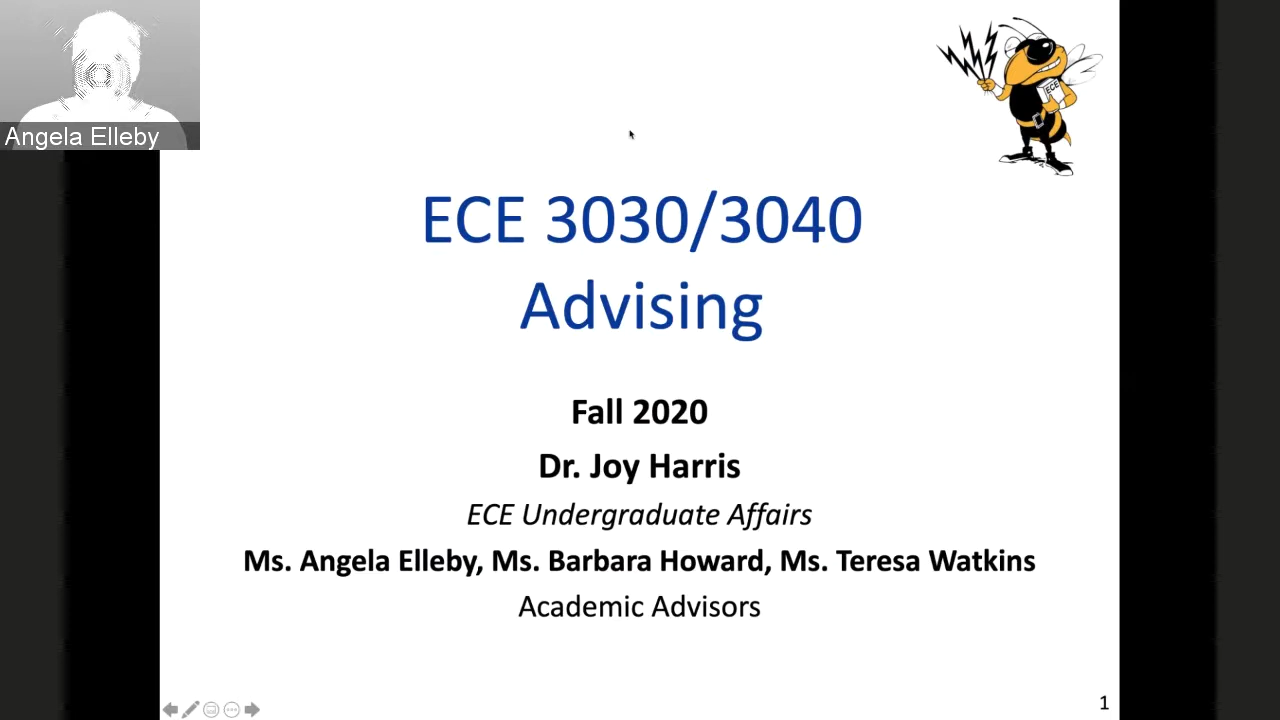 Angela Elleby
ECE
ECE 3030/3040
Advising
Fall 2020
Dr. Joy Harris
ECE Undergraduate Affairs
Ms. Angela Elleby, Ms. Barbara Howard, Ms. Teresa Watkins
Academic Advisors
1